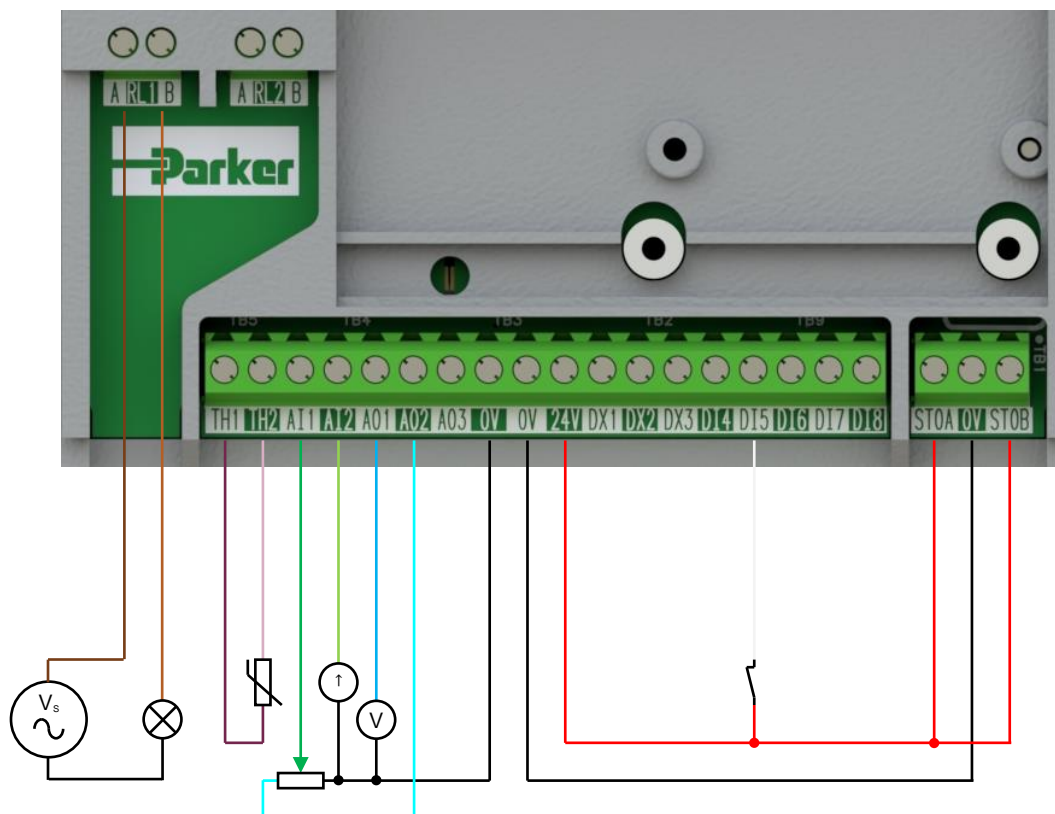 A RL1 B A RL2 B
Parker
TB5 TB4 TB3 TB2 TB9
TB1
TH1 TH2 AI1 AI2 AO1 AO2 AO3 0V 0V 24V DX1 DX2 DX3 DI4 DI5 DI6 DI7 DI8
STOA 0V STOB
Vs
↑
V